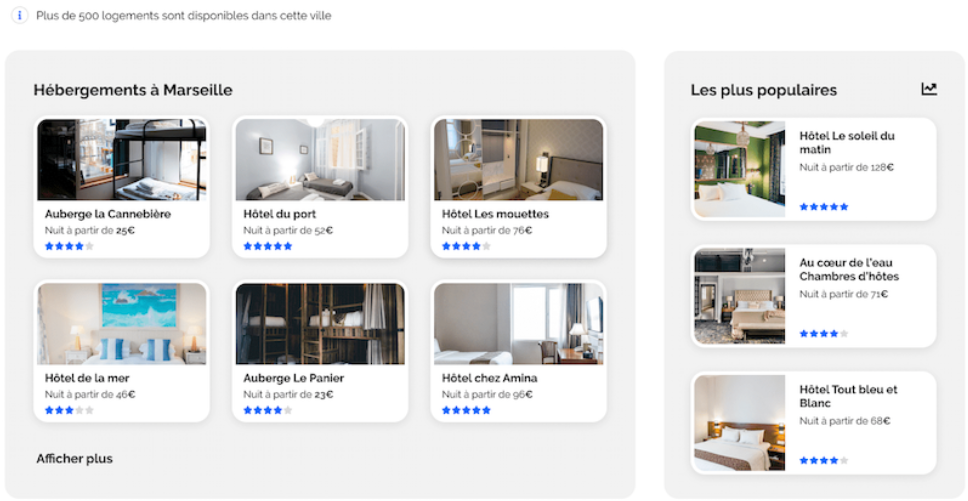 Plus de 500 logements sont disponibles dans cette ville
Hébergements à Marseille
Auberge la Cannebière
Nuit à partir de 25€
Hôtel du port
Nuit à partir de 52€
Hôtel Les mouettes
Nuit à partir de 76€
Hôtel de la mer
Nuit à partir de 46€
Auberge Le Panier
Nuit à partir de 23€
Hôtel chez Amina
Nuit à partir de 96€
Afficher plus
Les plus populaires
Hôtel Le soleil du
matin
Nuit à partir de 128€
Au cœur de l'eau
Chambres d'hôtes
Nuit à partir de 71€
Hôtel Tout bleu et
Blanc
Nuit à partir de 68€